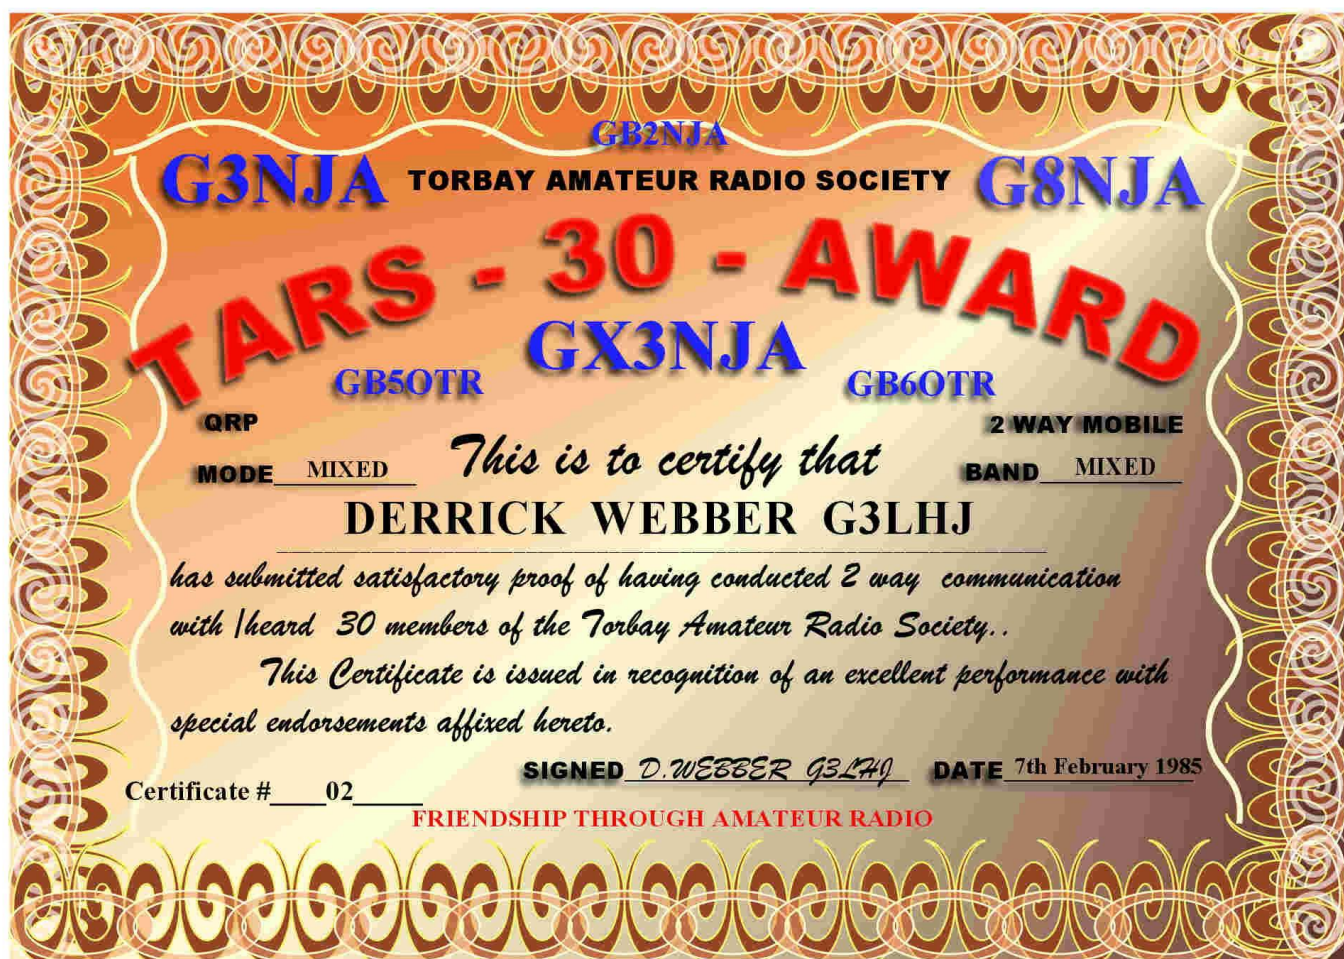 GB2NJA
G3NJA TORBAY AMATEUR RADIO SOCIETY G8NJA
TARS - 30 - AWARD
GX3NJA
GB5OTR GB6OTR
QRP 2 WAY MOBILE
MODE MIXED This is to certify that BAND MIXED
DERRICK WEBBER G3LHJ
has submitted satisfactory proof of having conducted 2 way communication
with |heard 30 members of the Torbay Amateur Radio Society..
This Certificate is issued in recognition of an excellent performance with
special endorsements affixed hereto.
SIGNED D.WEBBER G3LHJ DATE 7th February 1985
Certificate #____02_____
FRIENDSHIP THROUGH AMATEUR RADIO